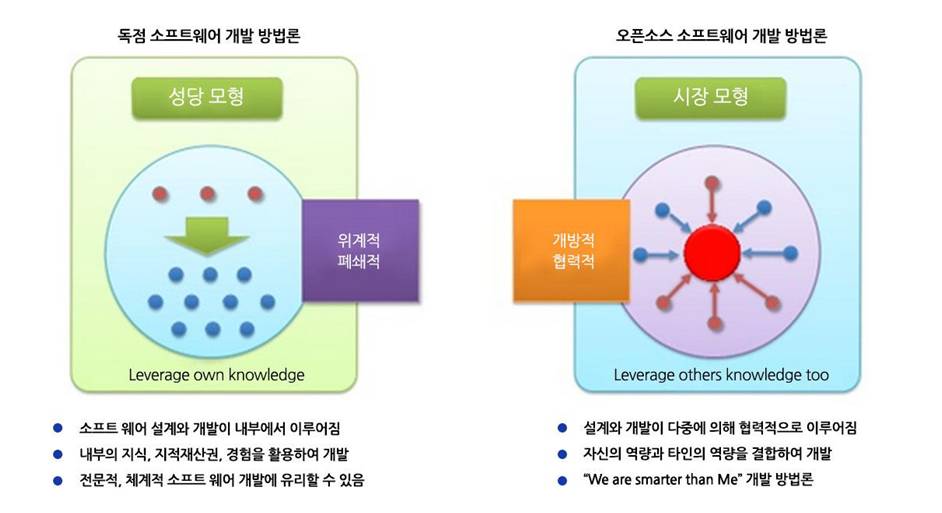 독점 소프트웨어 개발 방법론
성당 모형
위계적
폐쇄적
Leverage own knowledge
소프트 웨어 설계와 개발이 내부에서 이루어짐
내부의 지식, 지적재산권, 경험을 활용하여 개발
전문적, 체계적 소프트 웨어 개발에 유리할 수 있음
오픈소스 소프트웨어 개발 방법론
시장 모형
개방적
협력적
Leverage others knowledge too
설계와 개발이 다중에 의해 협력적으로 이루어짐
자신의 역량과 타인의 역량을 결합하여 개발
“We are smarter than Me” 개발 방법론